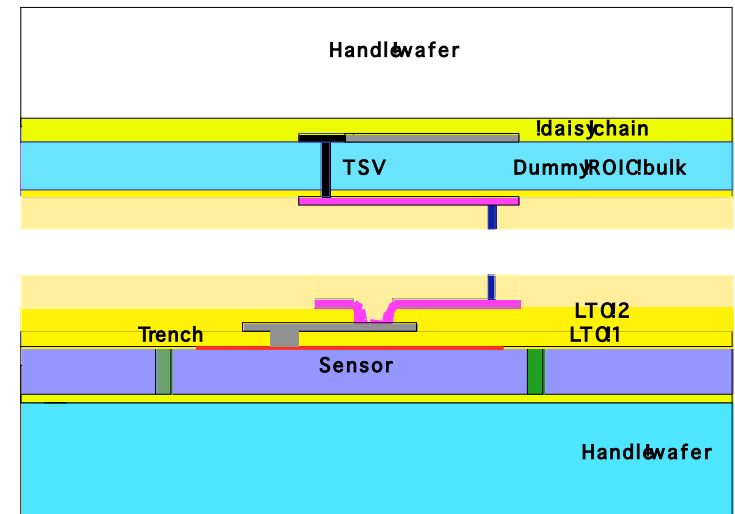 Handle wafer
!daisy!chain
TSV
Dummy!ROIC!bulk
LTO!2
Trench
LTO!1
Sensor
Handle!wafer